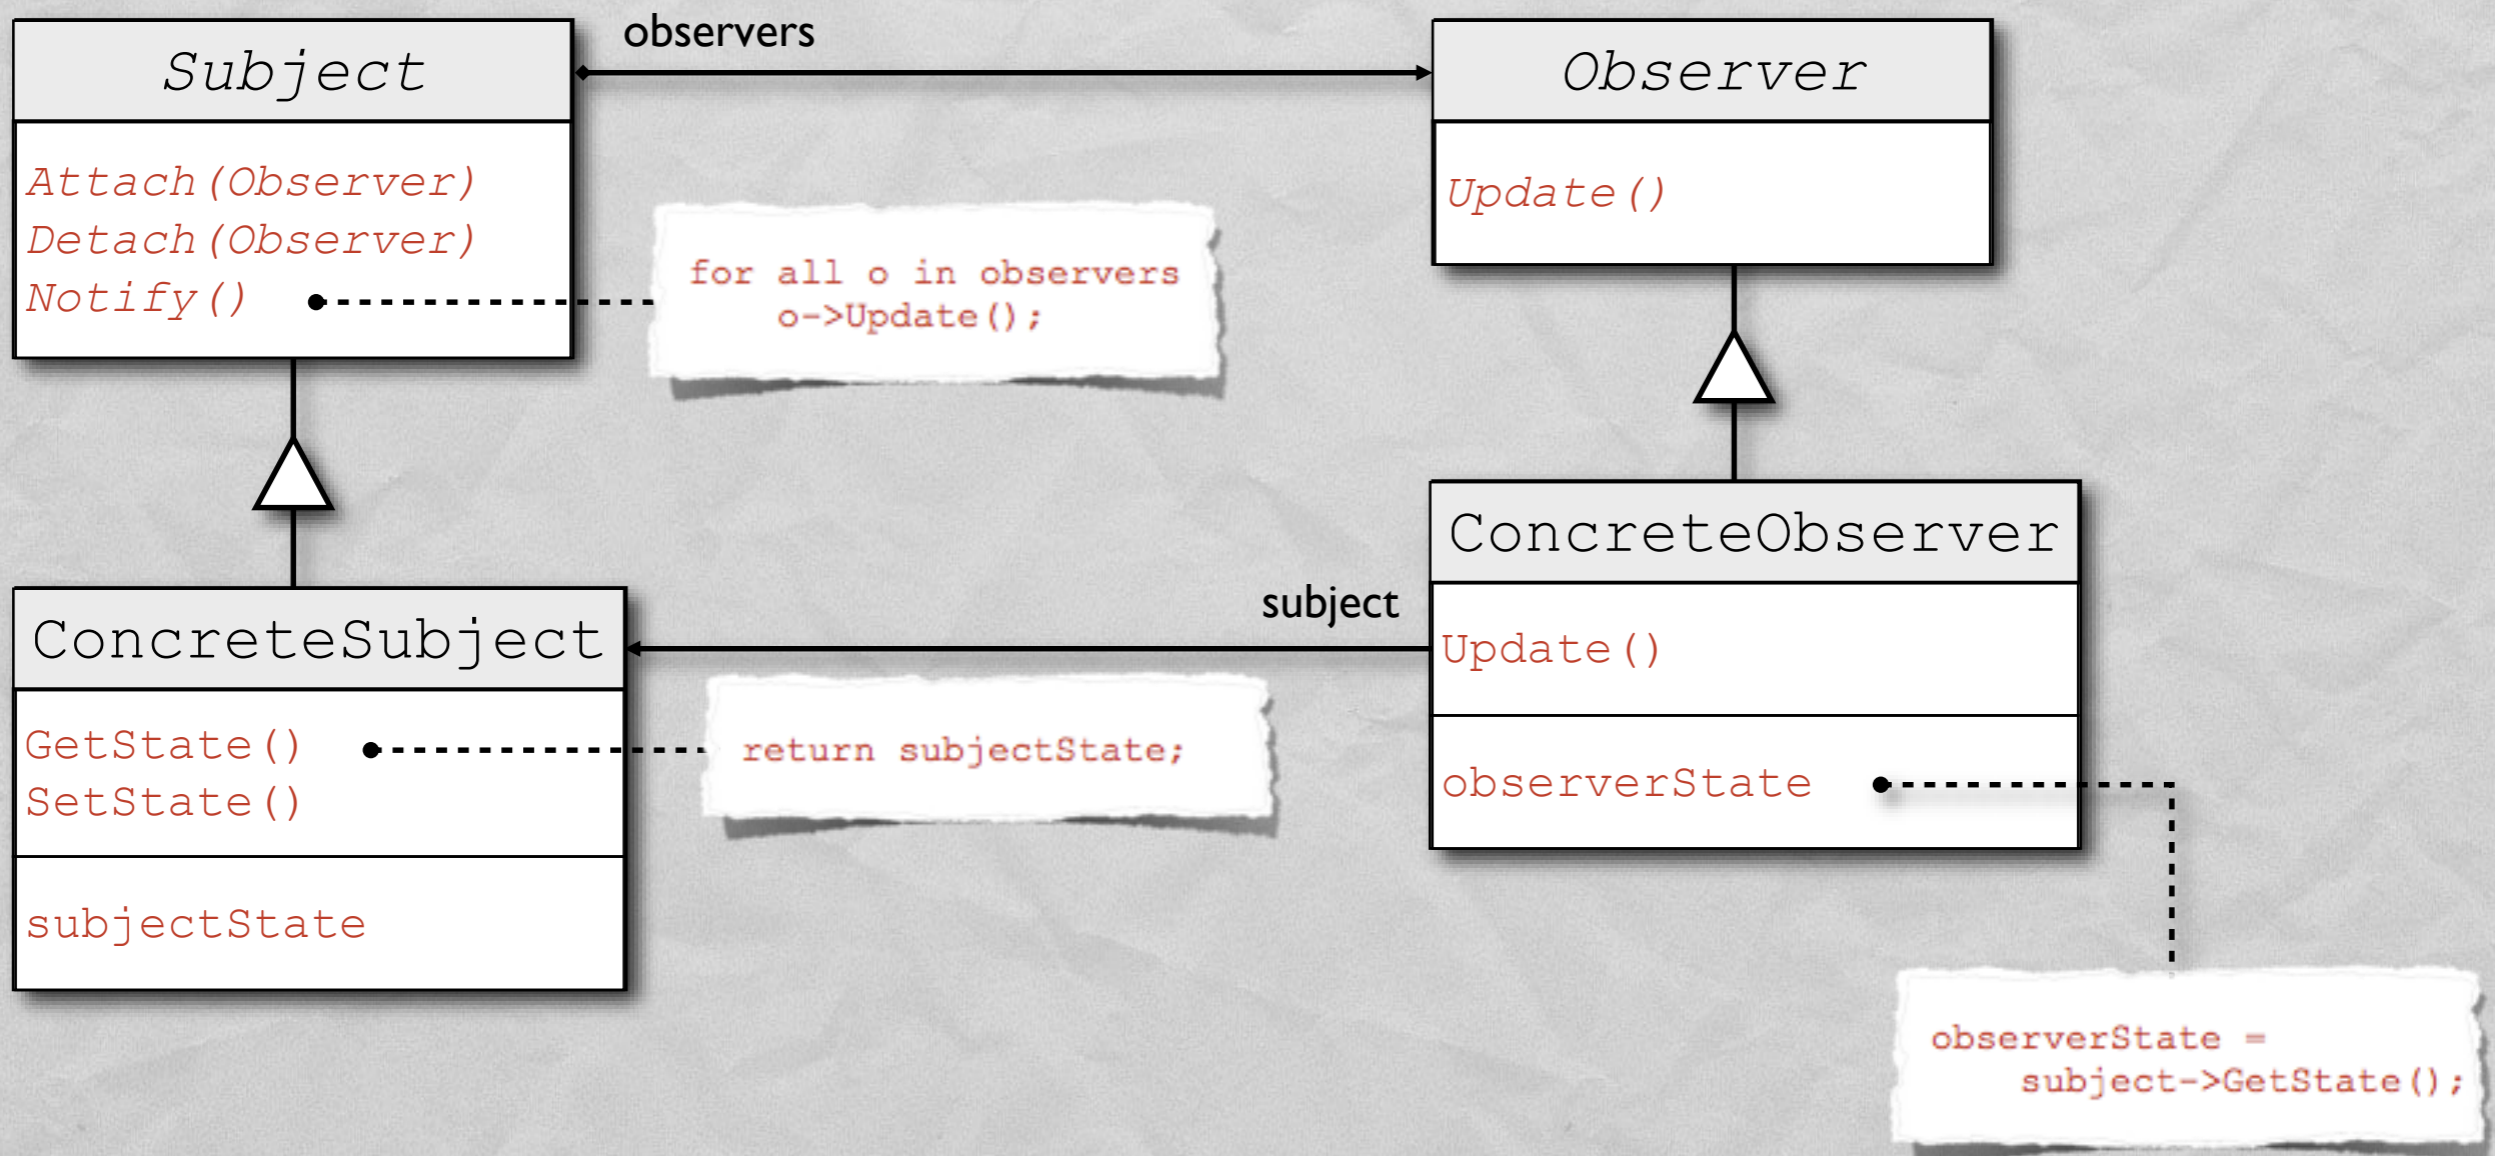 observers
Subject
Attach(Observer)
Detach(Observer)
Notify()
for all o in observers
o->Update();
Observer
Update()
ConcreteSubject
GetState()
SetState()
subjectState
return subjectState;
subject
ConcreteObserver
Update()
observerState
observerState =
subject->GetState();